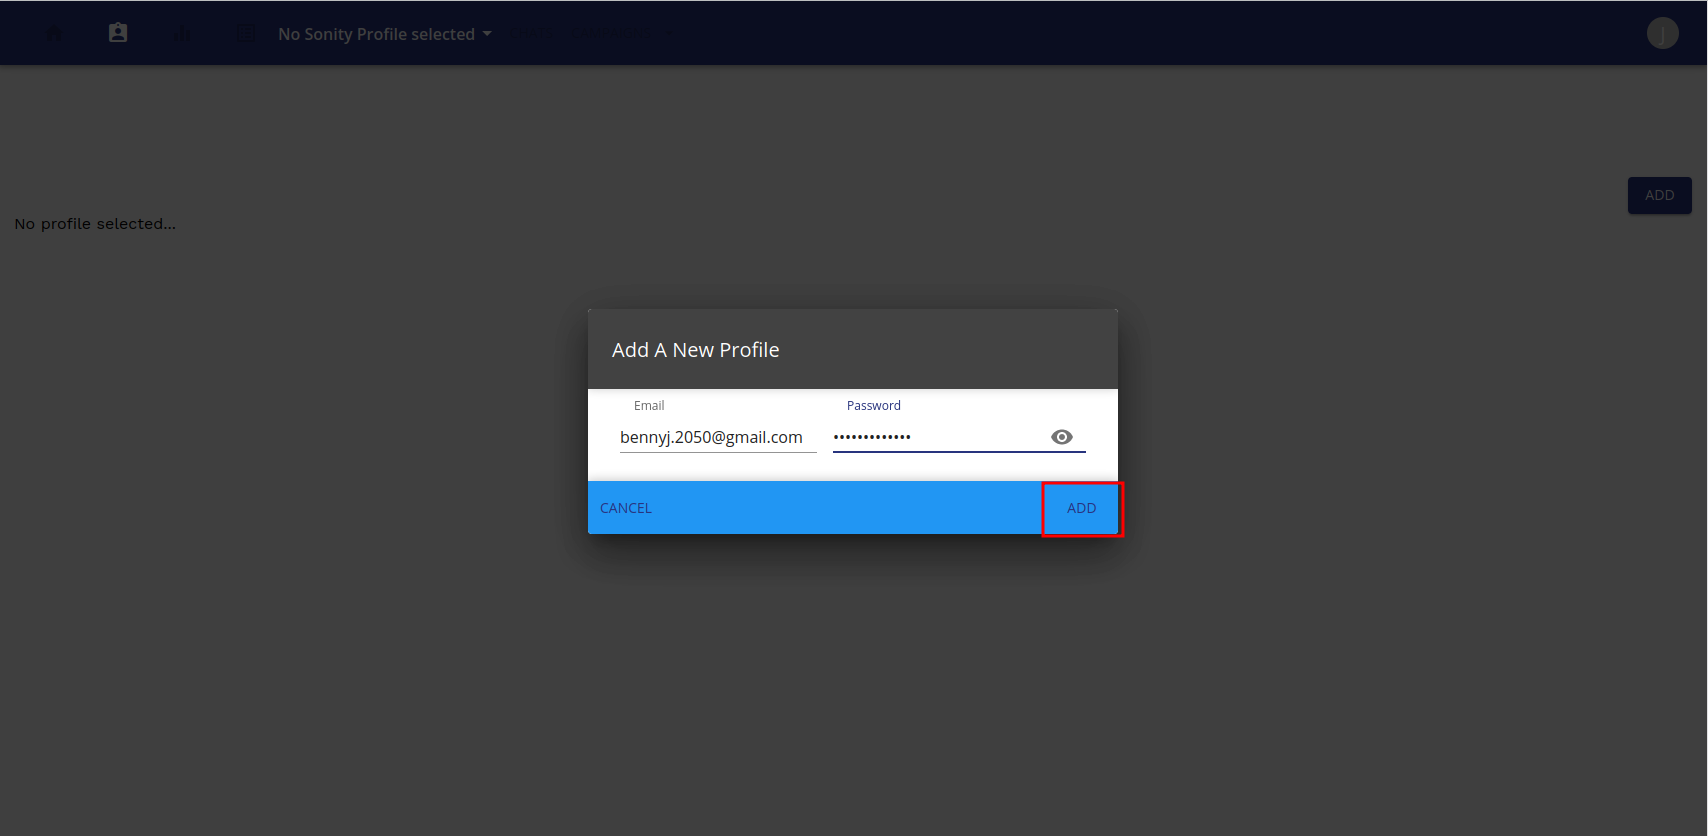 No Sonity Profile selected
J
ADD
No profile selected...
Add A New Profile
Email
Password
bennyj.2050@gmail.com
•••••••••••••
CANCEL
ADD